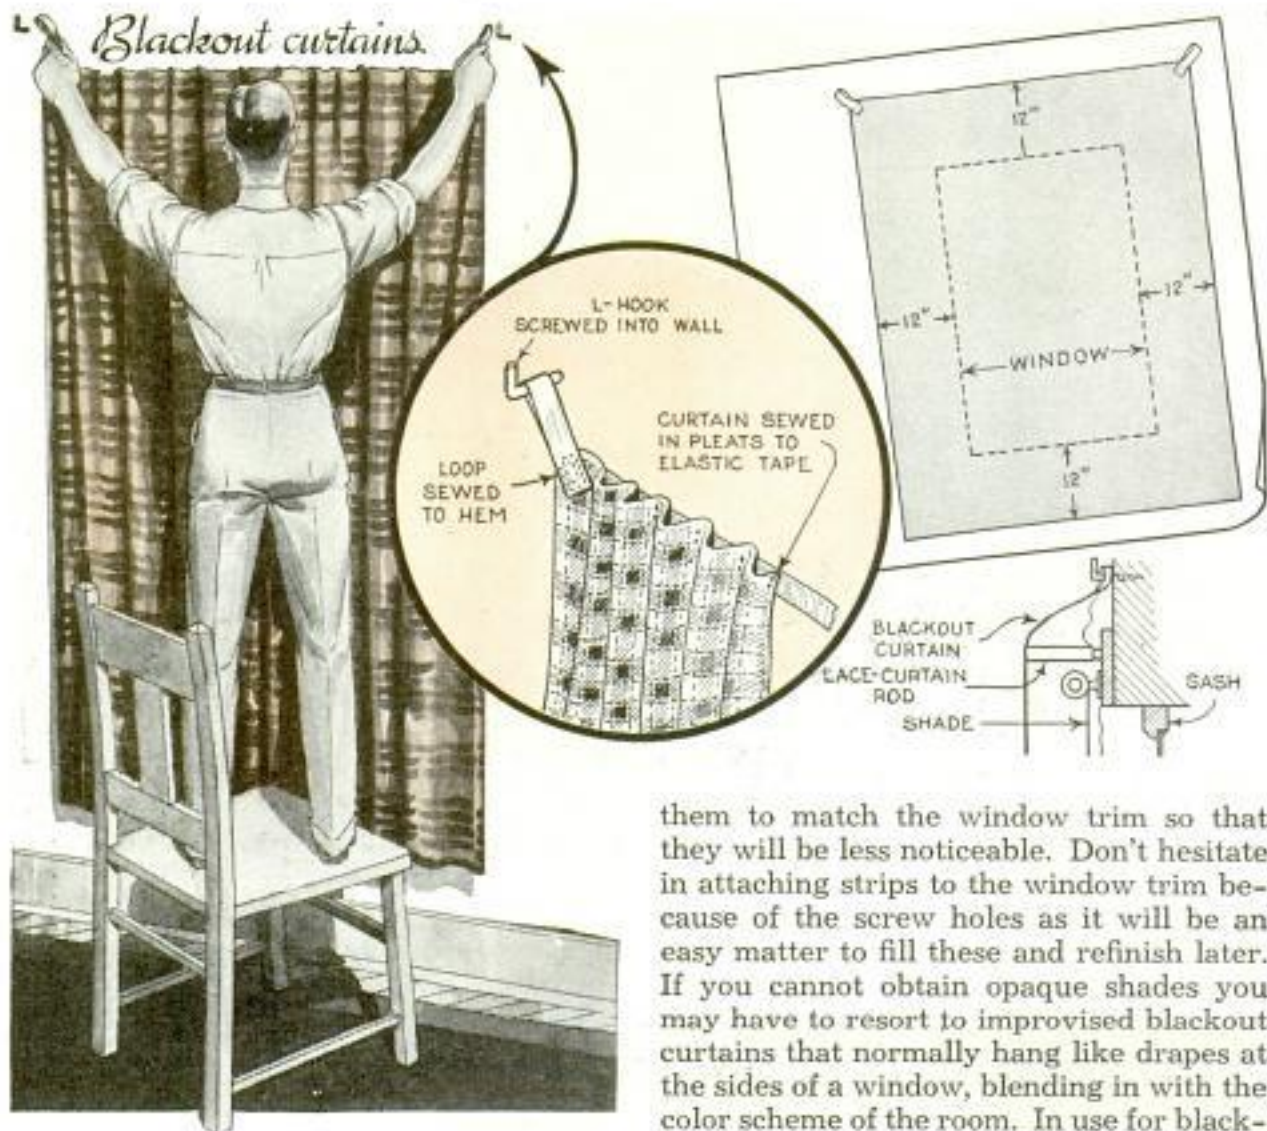 L Blackout curtains. L
L-HOOK
SCREWED INTO WALL
CURTAIN SEWED
IN PLEATS TO
ELASTIC TAPE
LOOP
SEWED
TO HEM
12"
12"
12"
WINDOW
12"
BLACKOUT
CURTAIN
LACE-CURTAIN
ROD
SHADE
SASH
them to match the window trim so that
they will be less noticeable. Don't hesitate
in attaching strips to the window trim be-
cause of the screw holes as it will be an
easy matter to fill these and refinish later.
If you cannot obtain opaque shades you
may have to resort to improvised blackout
curtains that normally hang like drapes at
the sides of a window, blending in with the
color scheme of the room. In use for black-